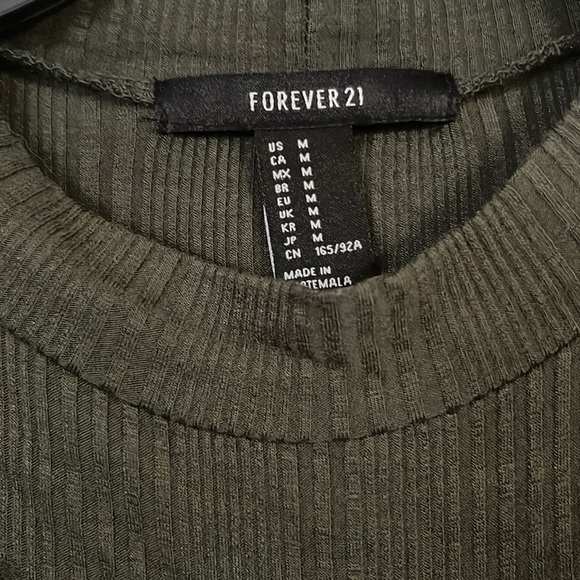 FOREVER 21
US M
CA M
MX M
BR M
EU M
UK M
KR M
JP M
CN 165/92A
MADE IN